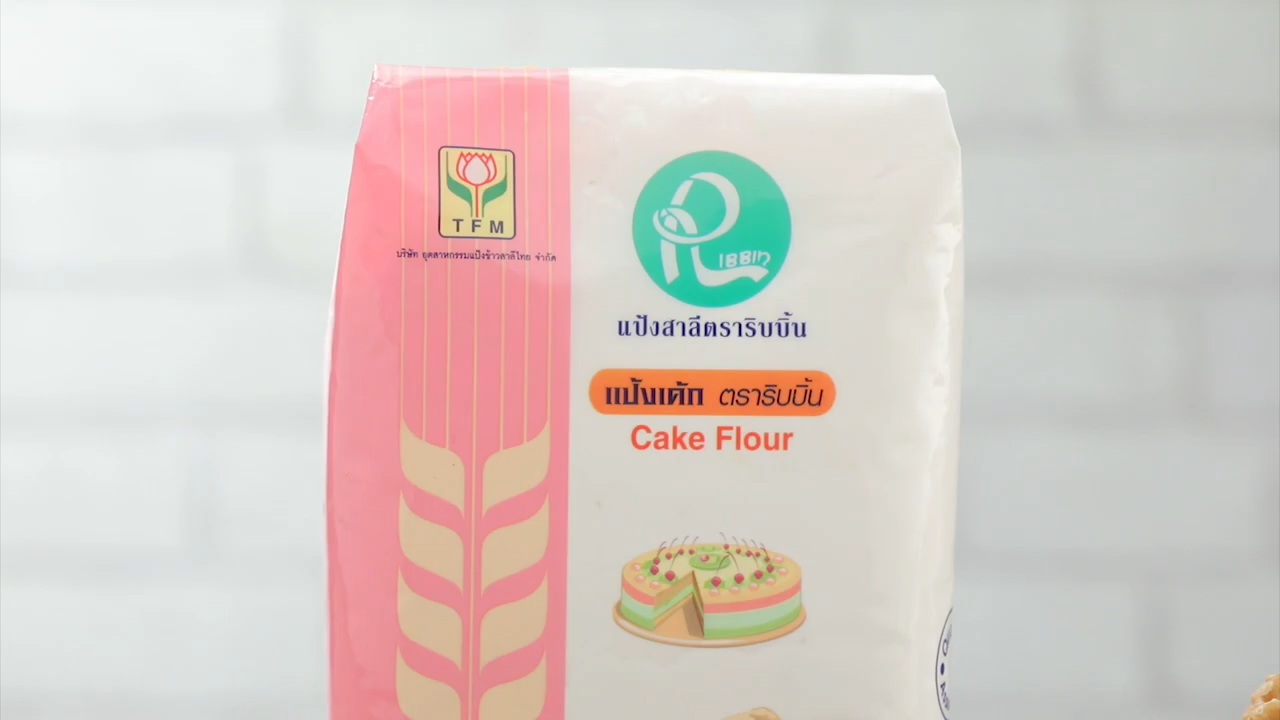 TFM
บริษัท อุตสาหกรรมแป้งข้าวสาลีไทย จำกัด
Ribbin
แป้งสาลีตราริบบิ้น
แป้งเค้ก ตราริบบิ้น
Cake Flour